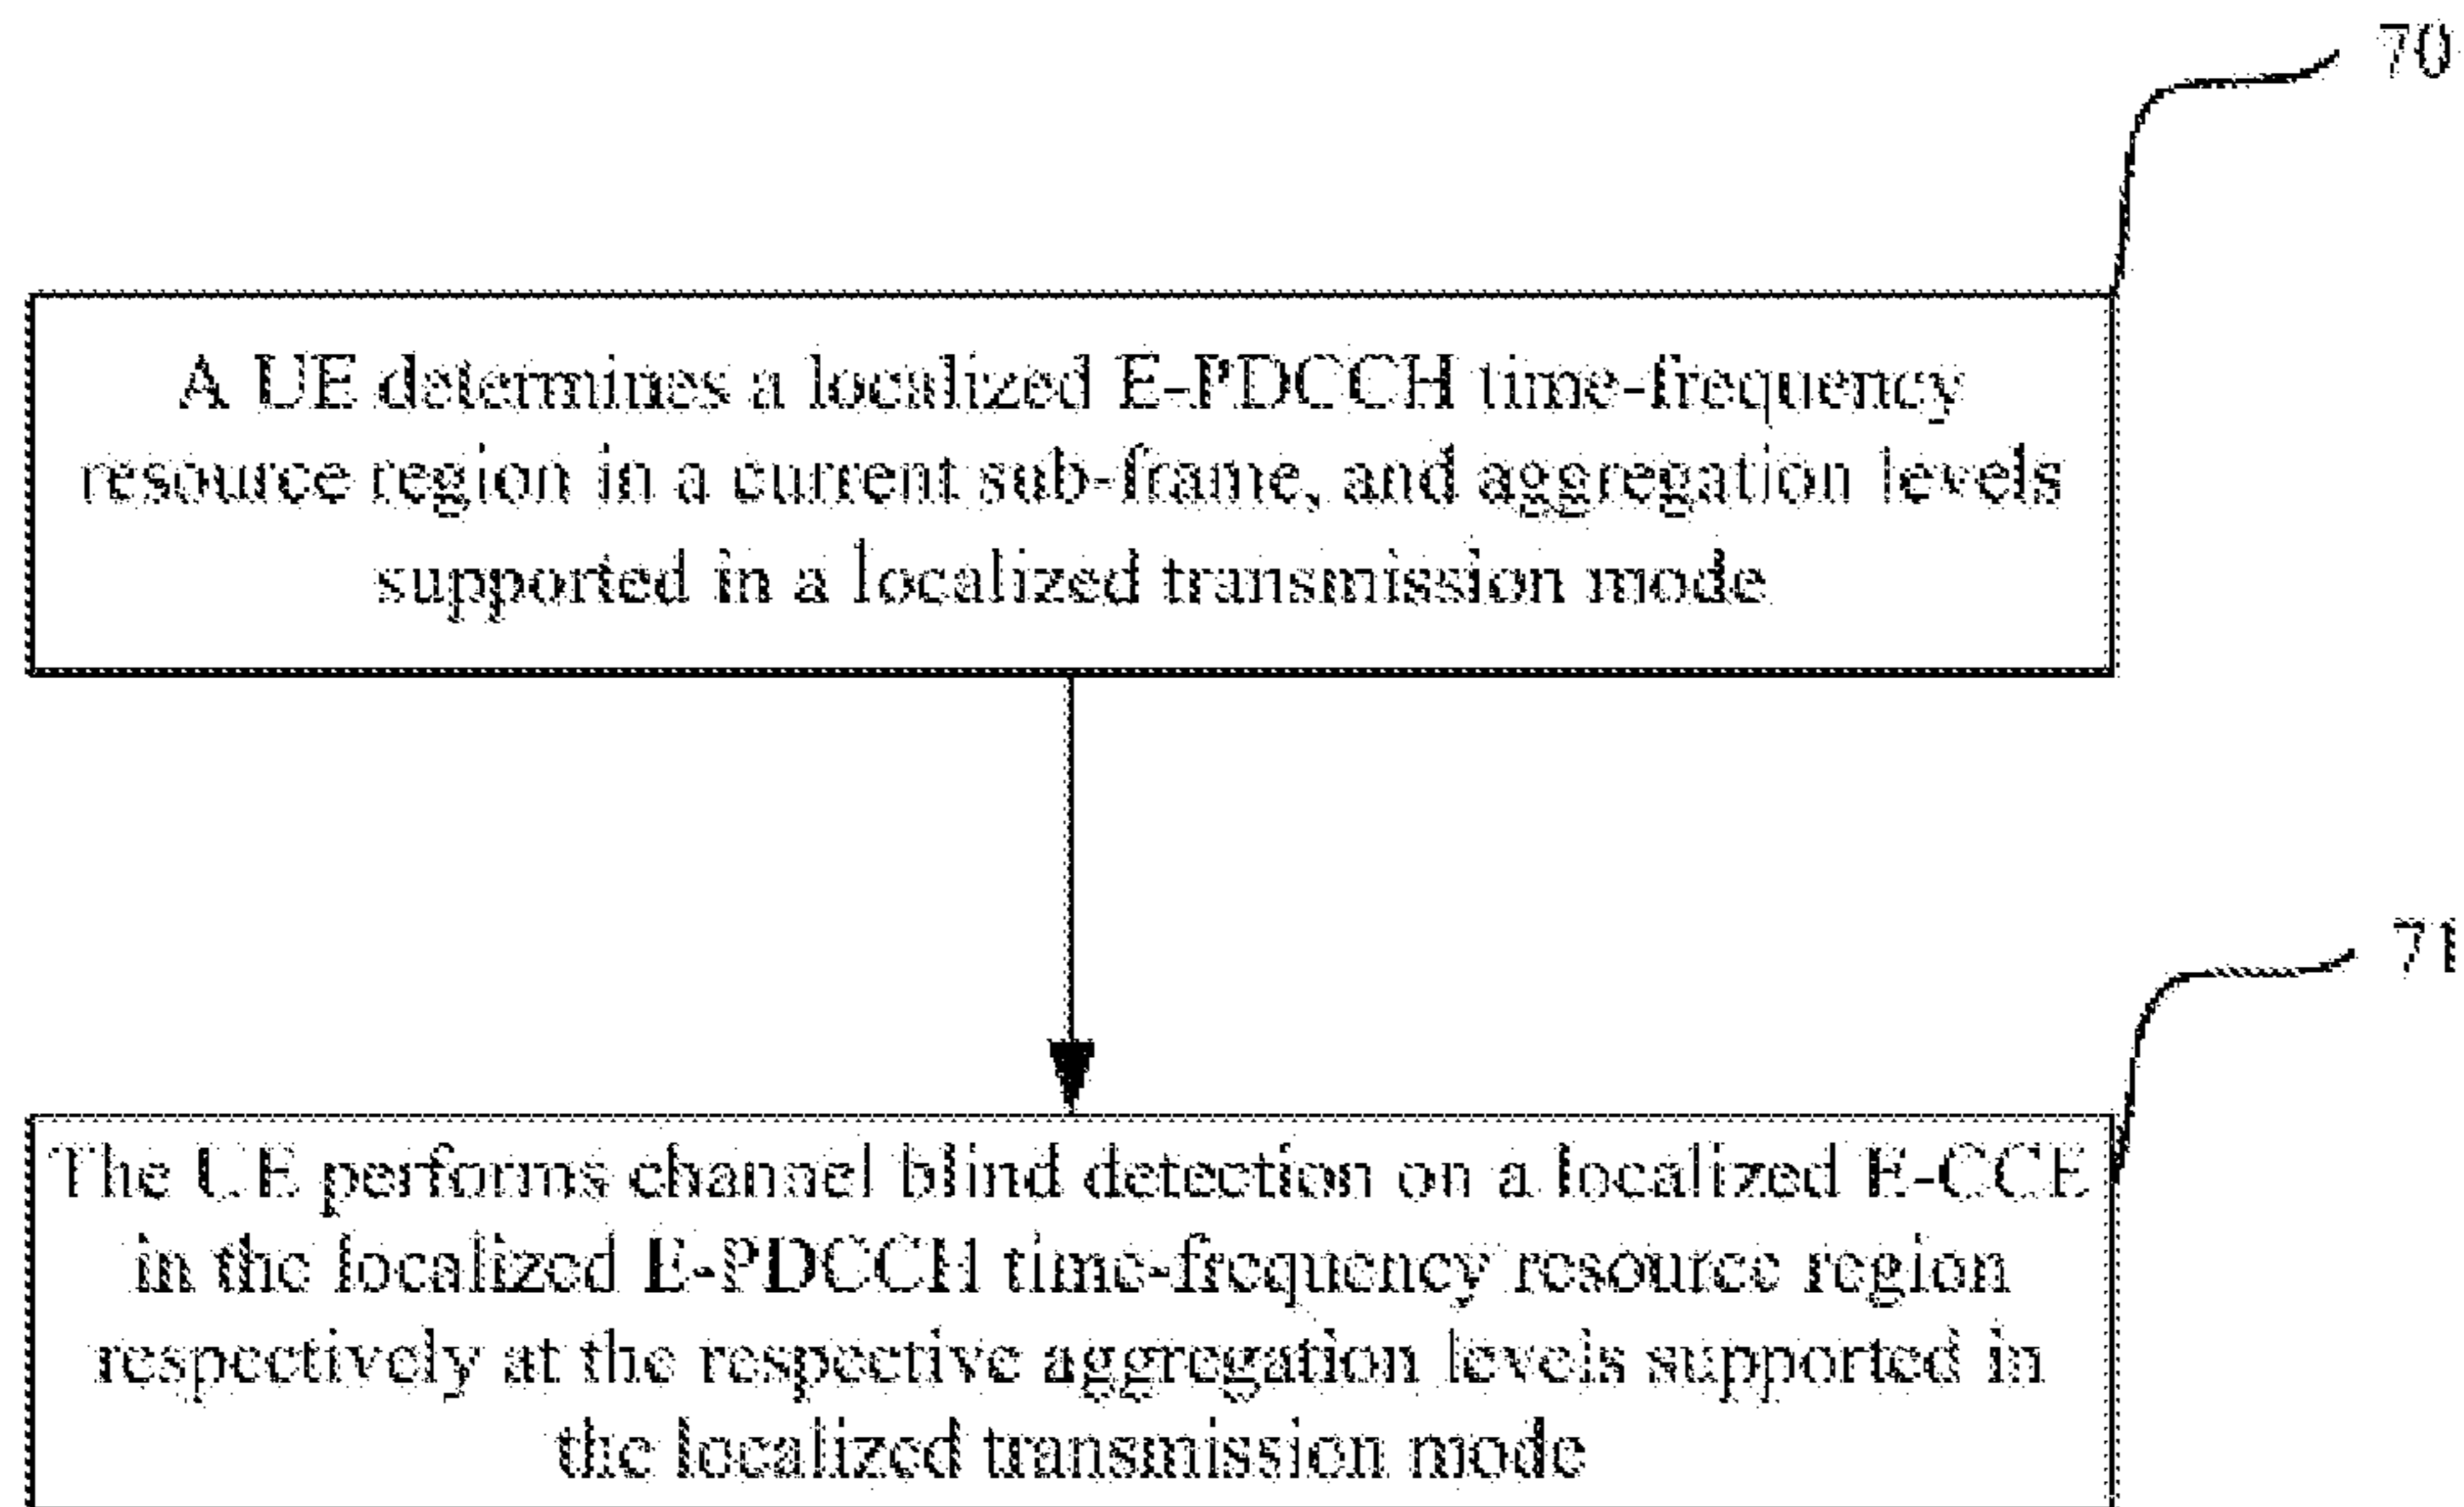 70
A UE determines a localized E-PDCCH time-frequency
resource region in a current sub-frame, and aggregation levels
supported in a localized transmission mode
71
The UE performs channel blind detection on a localized E-CCE
in the localized E-PDCCH time-frequency resource region
respectively at the respective aggregation levels supported in
the localized transmission mode